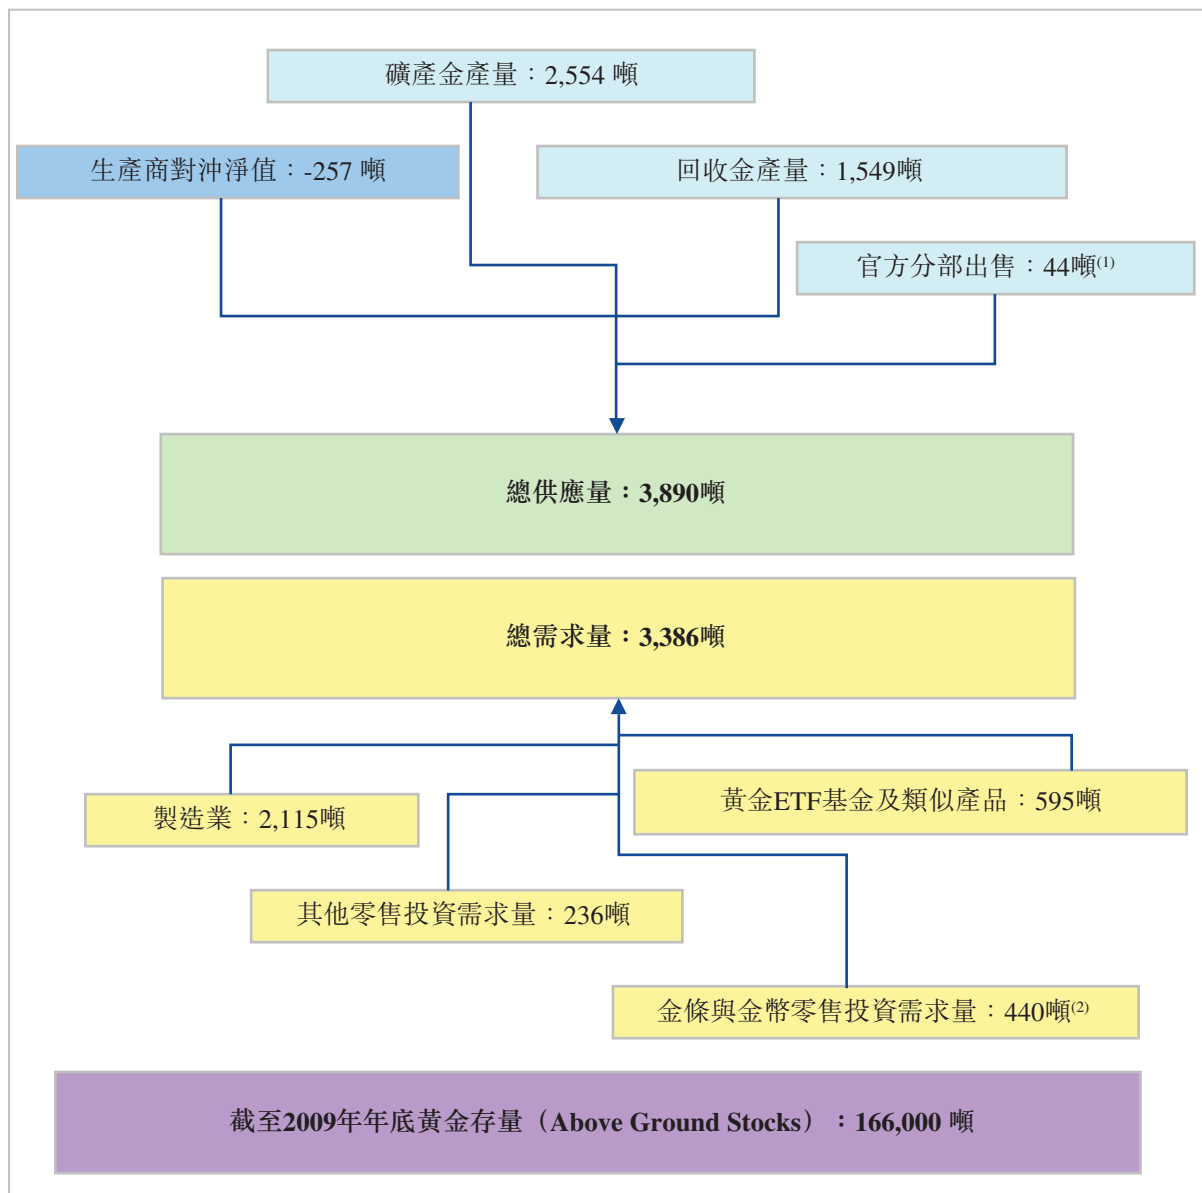 礦產金產量：2,554 噸
生產商對沖淨值：-257 噸
回收金產量：1,549噸
官方分部出售：44噸(1)
總供應量：3,890噸
總需求量：3,386噸
黃金ETF基金及類似產品：595噸
製造業：2,115噸
其他零售投資需求量：236噸
金條與金幣零售投資需求量：440噸(2)
截至2009年年底黃金存量（Above Ground Stocks）：166,000 噸